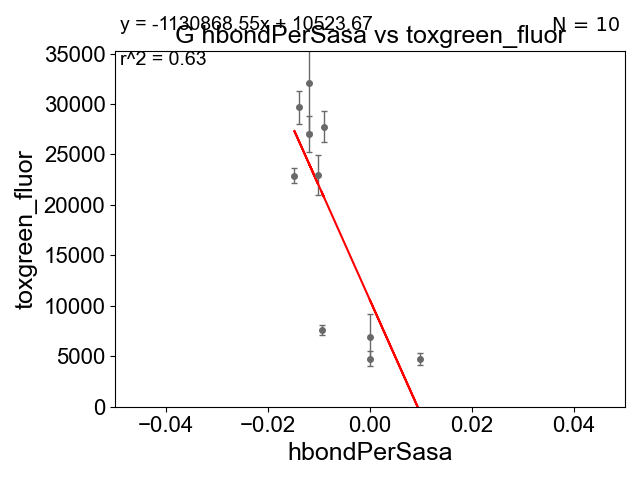 y = -1130868.55x + 10523.67
N = 10
G hbondPerSasa vs toxgreen_fluor
r^2 = 0.63
35000
30000
25000
20000
15000
10000
5000
0
toxgreen_fluor
−0.04 −0.02 0.00 0.02 0.04
hbondPerSasa